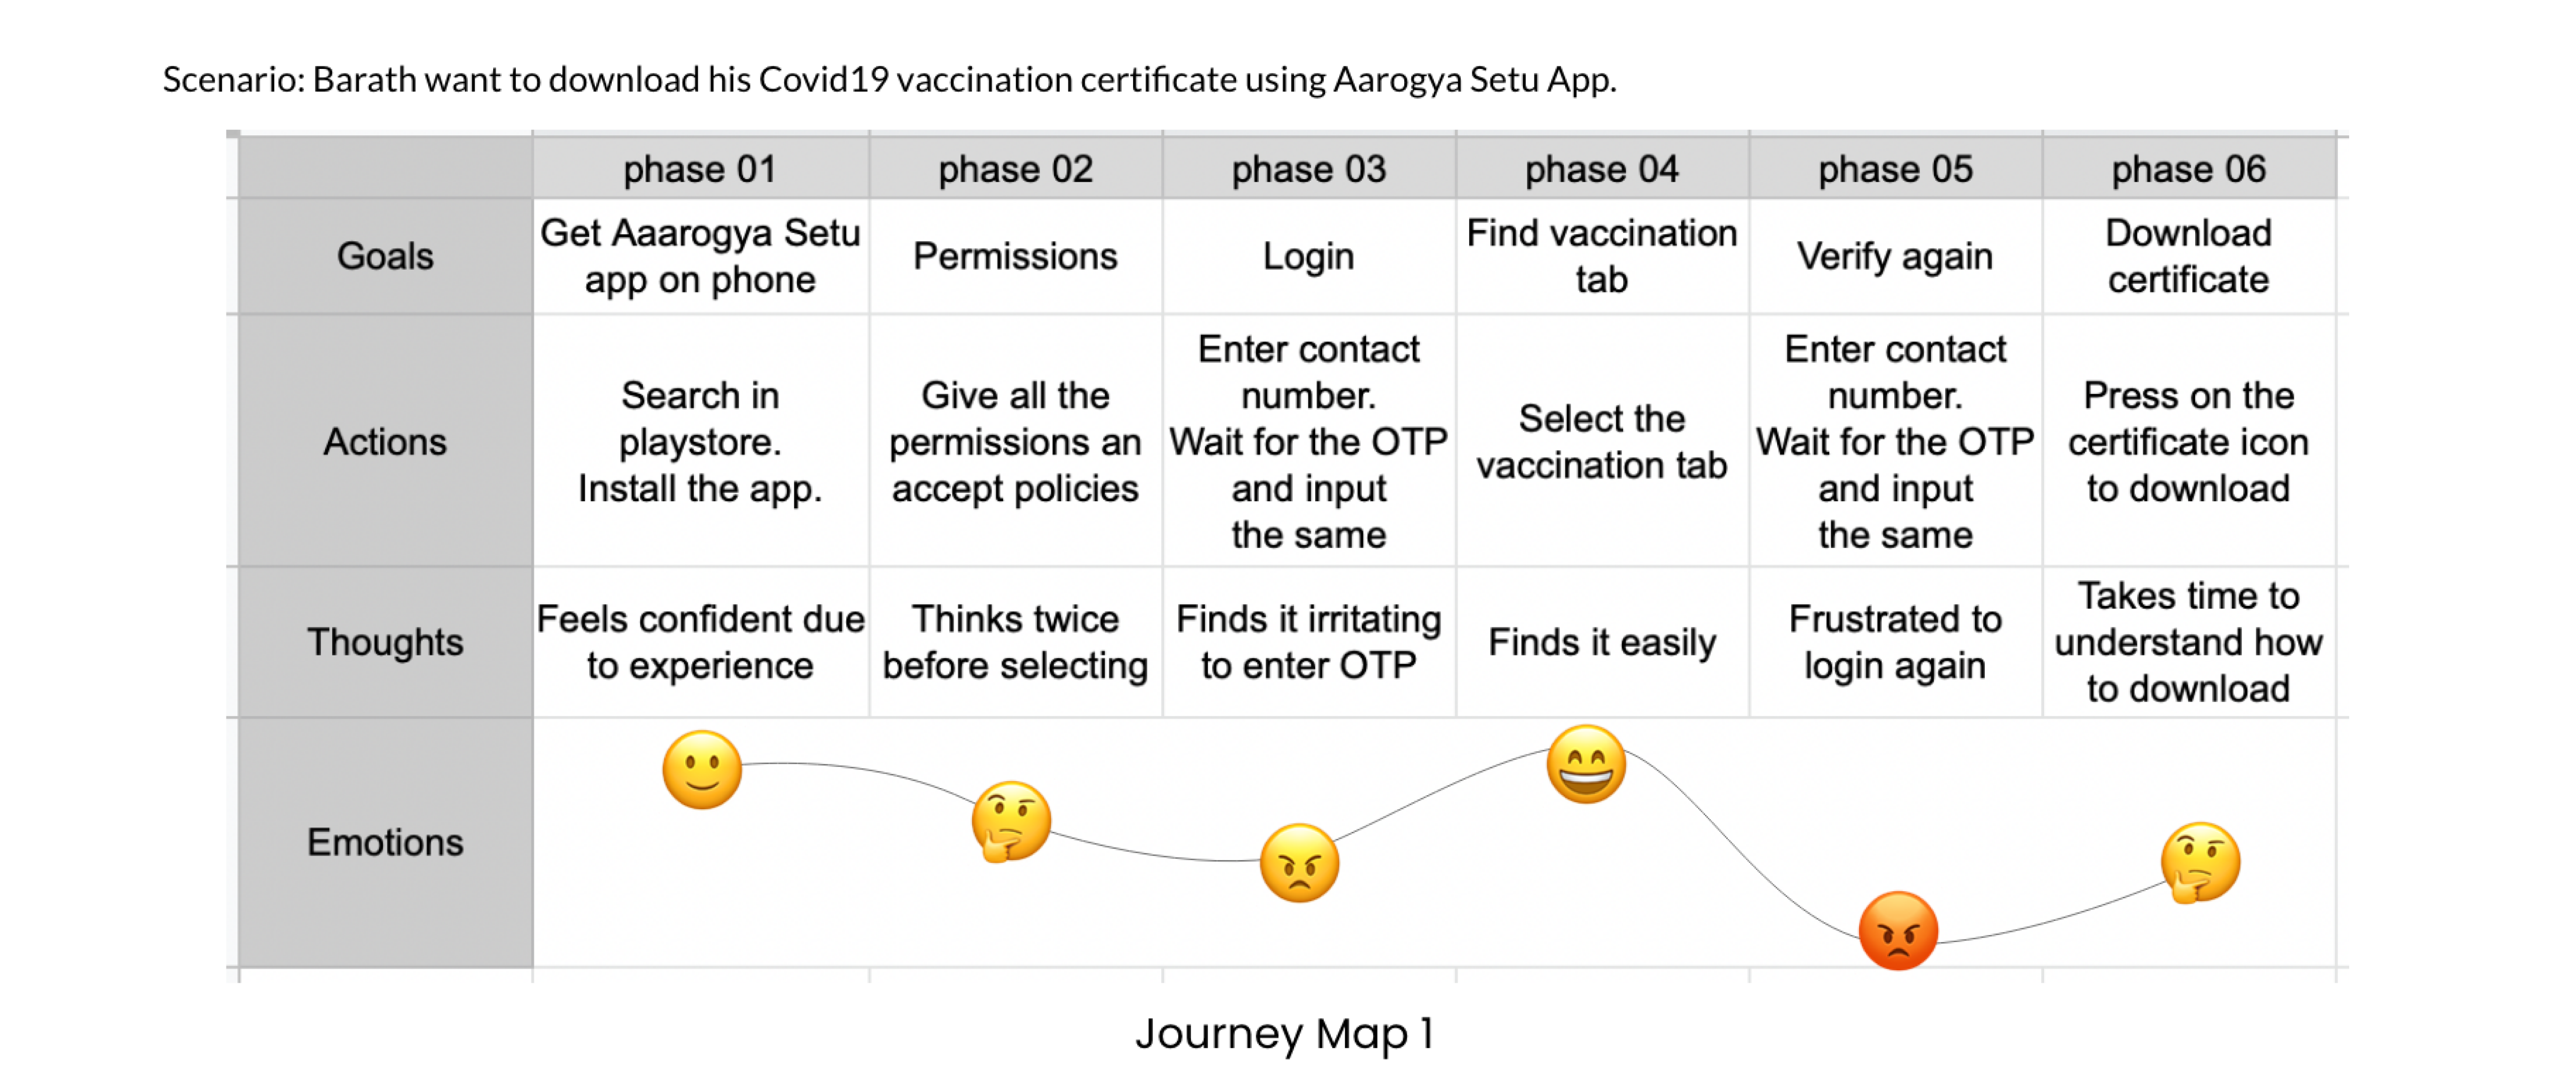 Scenario: Barath want to download his Covid19 vaccination certificate using Aarogya Setu App.
phase 01
phase 02
phase 03
phase 04
phase 05
phase 06
Goals
Get Aaarogya Setu
app on phone
Permissions
Login
Find vaccination
tab
Verify again
Download
certificate
Actions
Search in
playstore.
Install the app.
Give all the
permissions an
accept policies
Enter contact
number.
Wait for the OTP
and input
the same
Select the
vaccination tab
Enter contact
number.
Wait for the OTP
and input
the same
Press on the
certificate icon
to download
Thoughts
Feels confident due
to experience
Thinks twice
before selecting
Finds it irritating
to enter OTP
Finds it easily
Frustrated to
login again
Takes time to
understand how
to download
Emotions
Journey Map 1